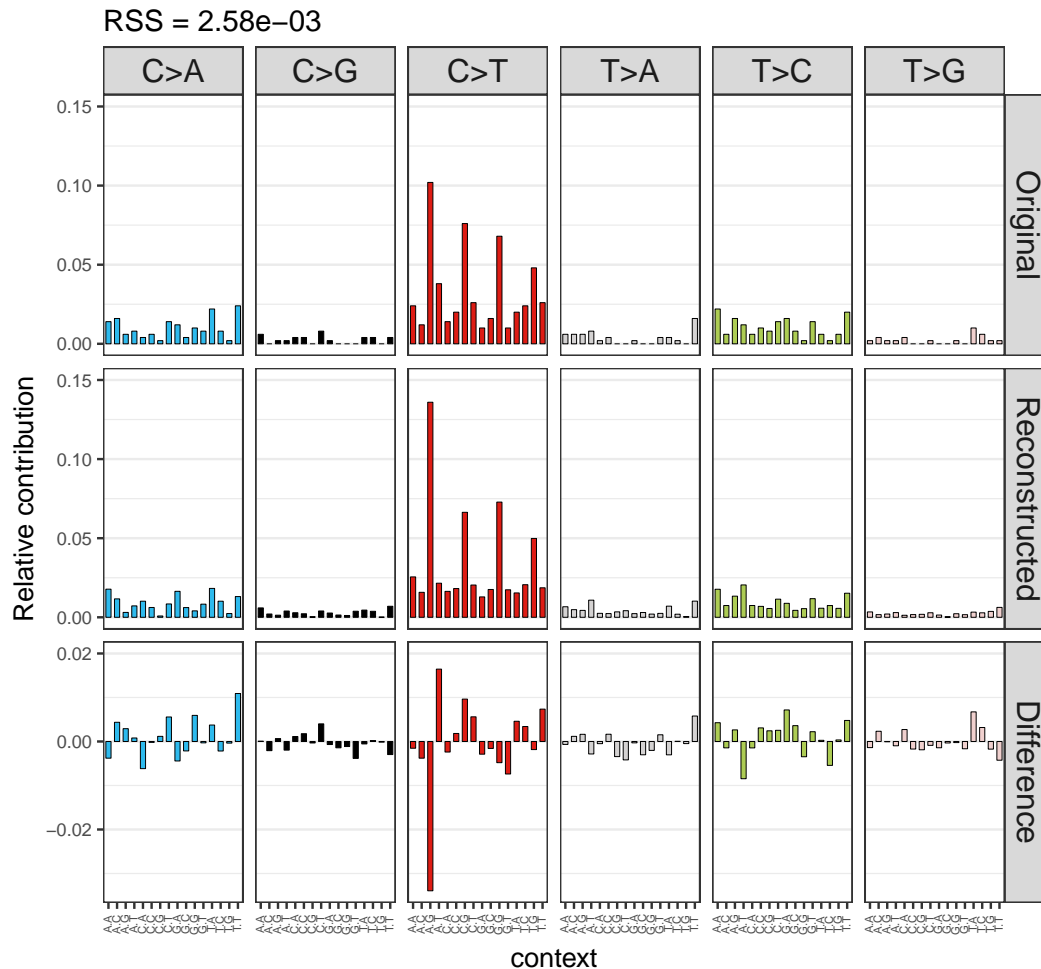 RSS = 2.58e−03
C>A C>G C>T T>A T>C T>G
0.15
0.10
0.05
0.00
Original
0.15
0.10
0.05
0.00
Reconstructed
0.02
0.00
−0.02
Difference
Relative contribution
A.A A.C A.G A.T C.A C.C C.G C.T G.A G.C G.G G.T T.A T.C T.G T.T
context